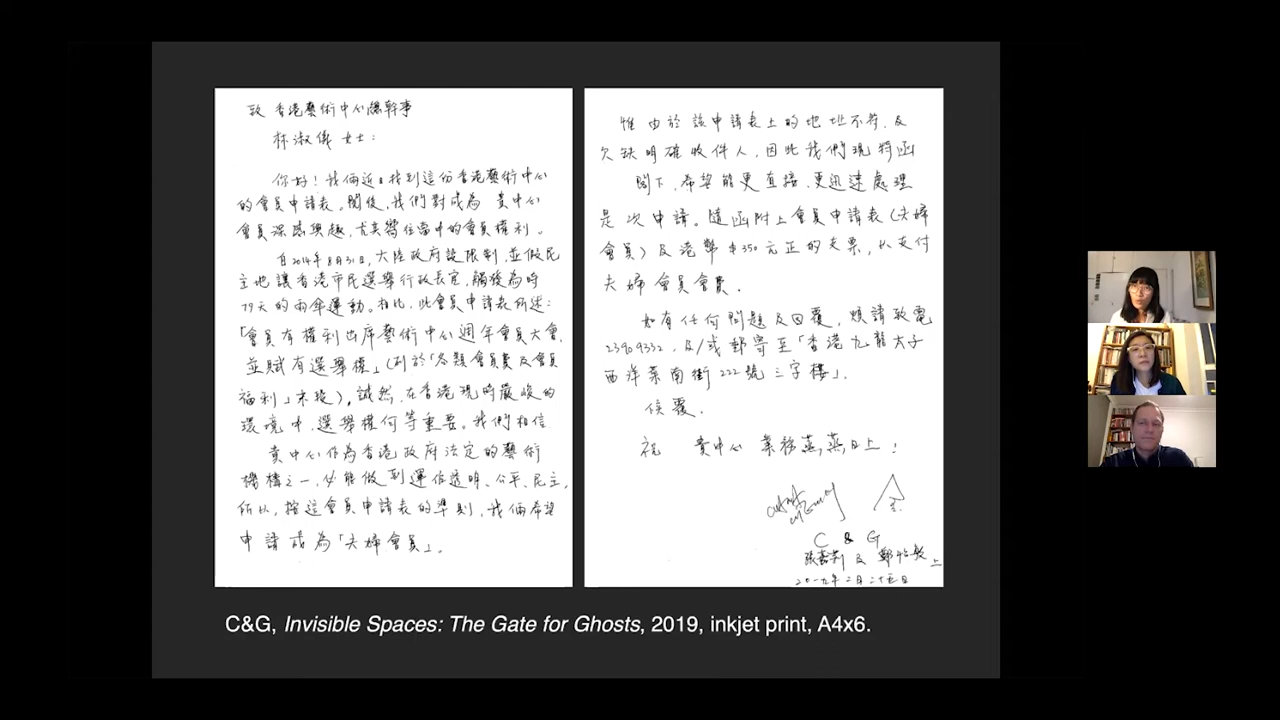 致 香港藝術中心總幹事
林淑儀女士：
你好！我倆近日找到這份香港藝術中心
的會員申請表。閱後，我們對成為 貴中心
會員深感興趣，尤其嚮往當中的會員權利。
自2014年8月31日，大陸政府設限制，並假民
主地讓香港市民選舉行政長官，觸發為時
79天的雨傘運動。相比，此會員申請表所述：
「會員有權利出席藝術中心週年會員大會，
並賦有選舉權」（列於「各類會員費及會員
福利」末段）。誠然，在香港現時嚴峻的
環境中，選舉權何等重要。我們相信
貴中心作為香港政府法定的藝術
機構之一，必能做到運作透明、公平、民主，
所以，按這會員申請表的準則，我倆希望
申請成為「夫婦會員」。
惟由於該申請表上的地址不符，及
欠缺明確收件人，因此我們現特函
閣下，希望能更直接、更迅速處理
是次申請。隨函附上會員申請表（夫婦
會員）及港幣$350元正的支票，以支付
夫婦會員會費。
如有任何問題及回覆，煩請致電
23909332，及/或郵寄至「香港九龍太子
西洋菜南街222號三字樓」。
候覆。
祝 貴中心 業務蒸蒸日上！
C & G
張嘉莉 及 鄭怡敏 上
二〇一九年二月二十五日
C&G, Invisible Spaces: The Gate for Ghosts, 2019, inkjet print, A4x6.